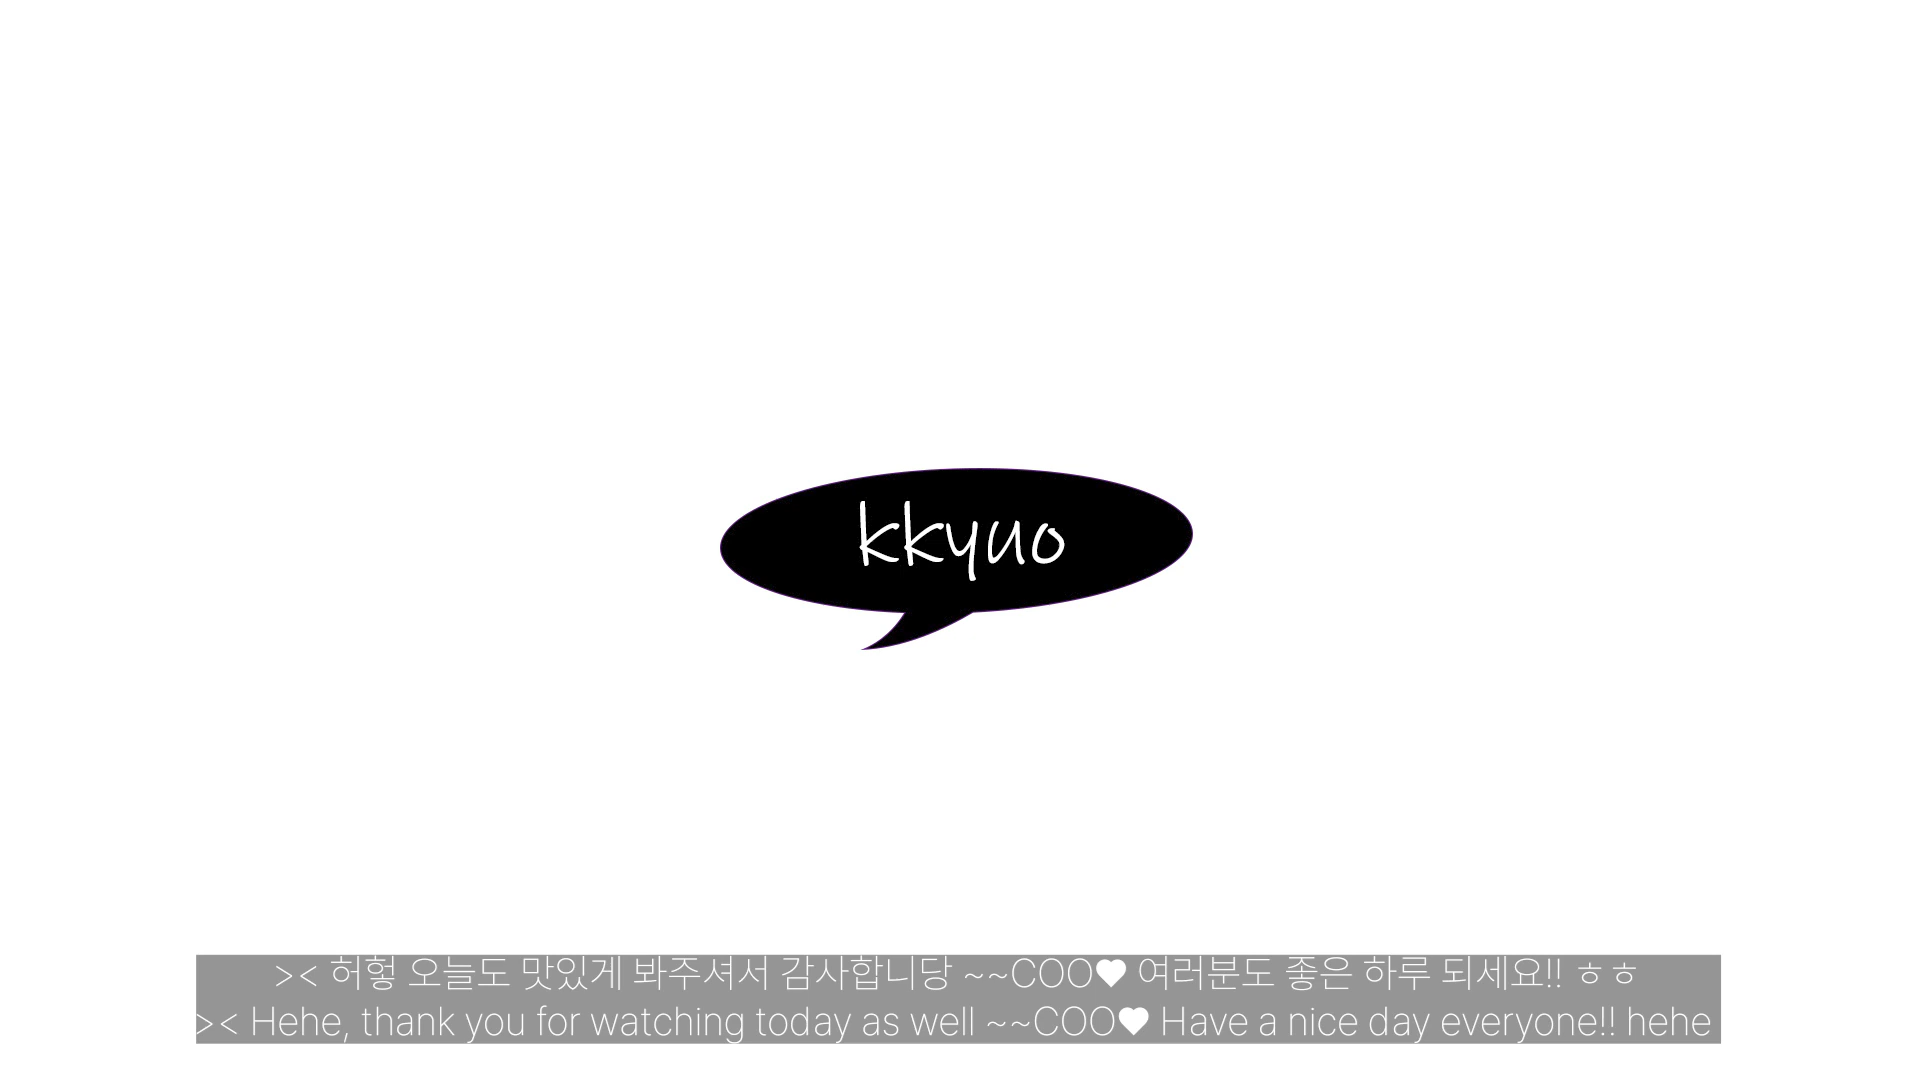 kkyuo
>< 허헣 오늘도 맛있게 봐주셔서 감사합니당 ~~COO♥ 여러분도 좋은 하루 되세요!! ㅎㅎ
>< Hehe, thank you for watching today as well ~~COO♥ Have a nice day everyone!! hehe